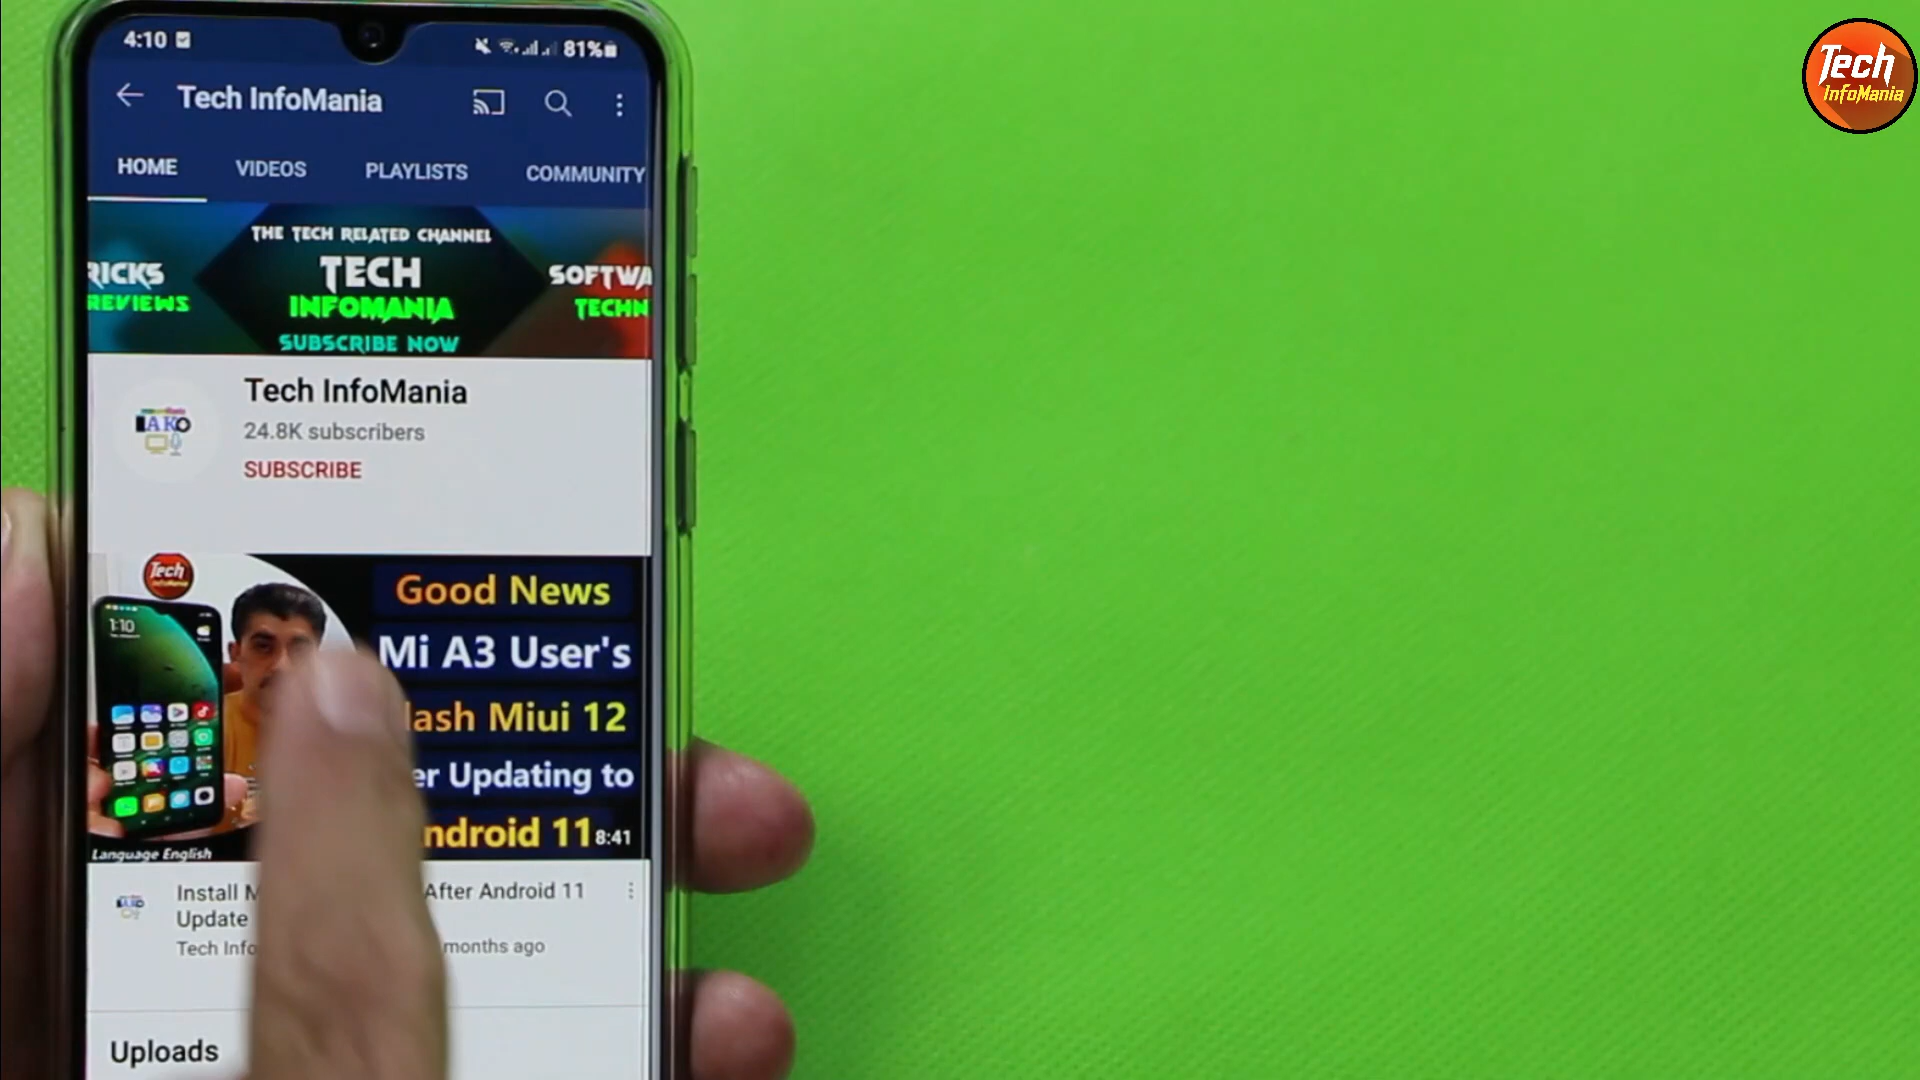 4:10
81%
Tech InfoMania
HOME VIDEOS PLAYLISTS COMMUNITY
THE TECH RELATED CHANNEL
RICKS TECH SOFTWA
REVIEWS INFOMANIA TECHN
SUBSCRIBE NOW
Tech InfoMania
24.8K subscribers
SUBSCRIBE
Tech
InfoMania
1:10
Good News
Mi A3 User's
lash Miui 12
er Updating to
ndroid 11
8:41
Language English
Install M After Android 11
Update
Tech Info months ago
Uploads
Tech
InfoMania